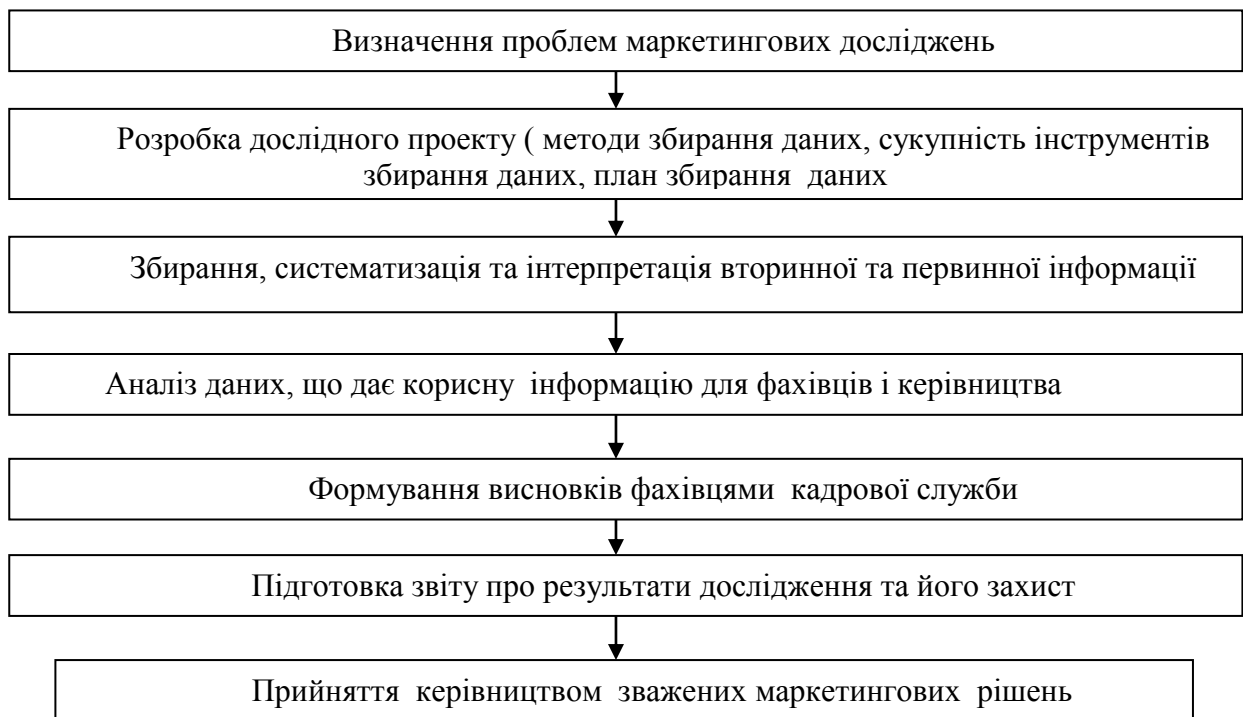 Визначення проблем маркетингових досліджень
Розробка дослідного проекту ( методи збирання даних, сукупність інструментів
збирання даних, план збирання даних
Збирання, систематизація та інтерпретація вторинної та первинної інформації
Аналіз даних, що дає корисну інформацію для фахівців і керівництва
Формування висновків фахівцями кадрової служби
Підготовка звіту про результати дослідження та його захист
Прийняття керівництвом зважених маркетингових рішень